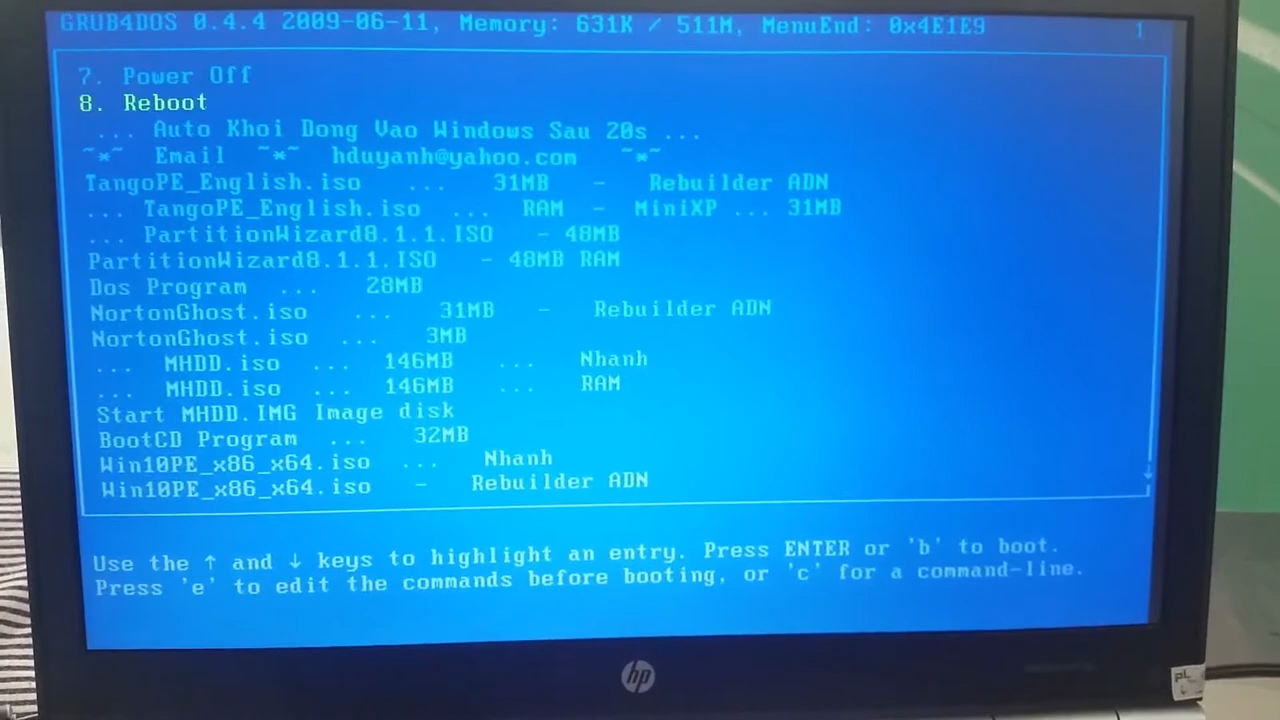 GRUB4DOS 0.4.4 2009-06-11, Memory: 631K / 511M, MenuEnd: 0x4E1E9
1
7. Power Off
8. Reboot
... Auto Khoi Dong Vao Windows Sau 20s ...
~*~ Email ~*~ hduyanh@yahoo.com ~*~
TangoPE_English.iso ... 31MB - Rebuilder ADN
... TangoPE_English.iso ... RAM - MiniXP ... 31MB
... PartitionWizard8.1.1.ISO - 48MB
PartitionWizard8.1.1.ISO - 48MB RAM
Dos Program ... 28MB
NortonGhost.iso ... 31MB - Rebuilder ADN
NortonGhost.iso ... 3MB
... MHDD.iso ... 146MB ... Nhanh
... MHDD.iso ... 146MB ... RAM
Start MHDD.IMG Image disk
BootCD Program ... 32MB
Win10PE_x86_x64.iso ... Nhanh
Win10PE_x86_x64.iso - Rebuilder ADN
Use the ↑ and ↓ keys to highlight an entry. Press ENTER or 'b' to boot.
Press 'e' to edit the commands before booting, or 'c' for a command-line.
hp
PL